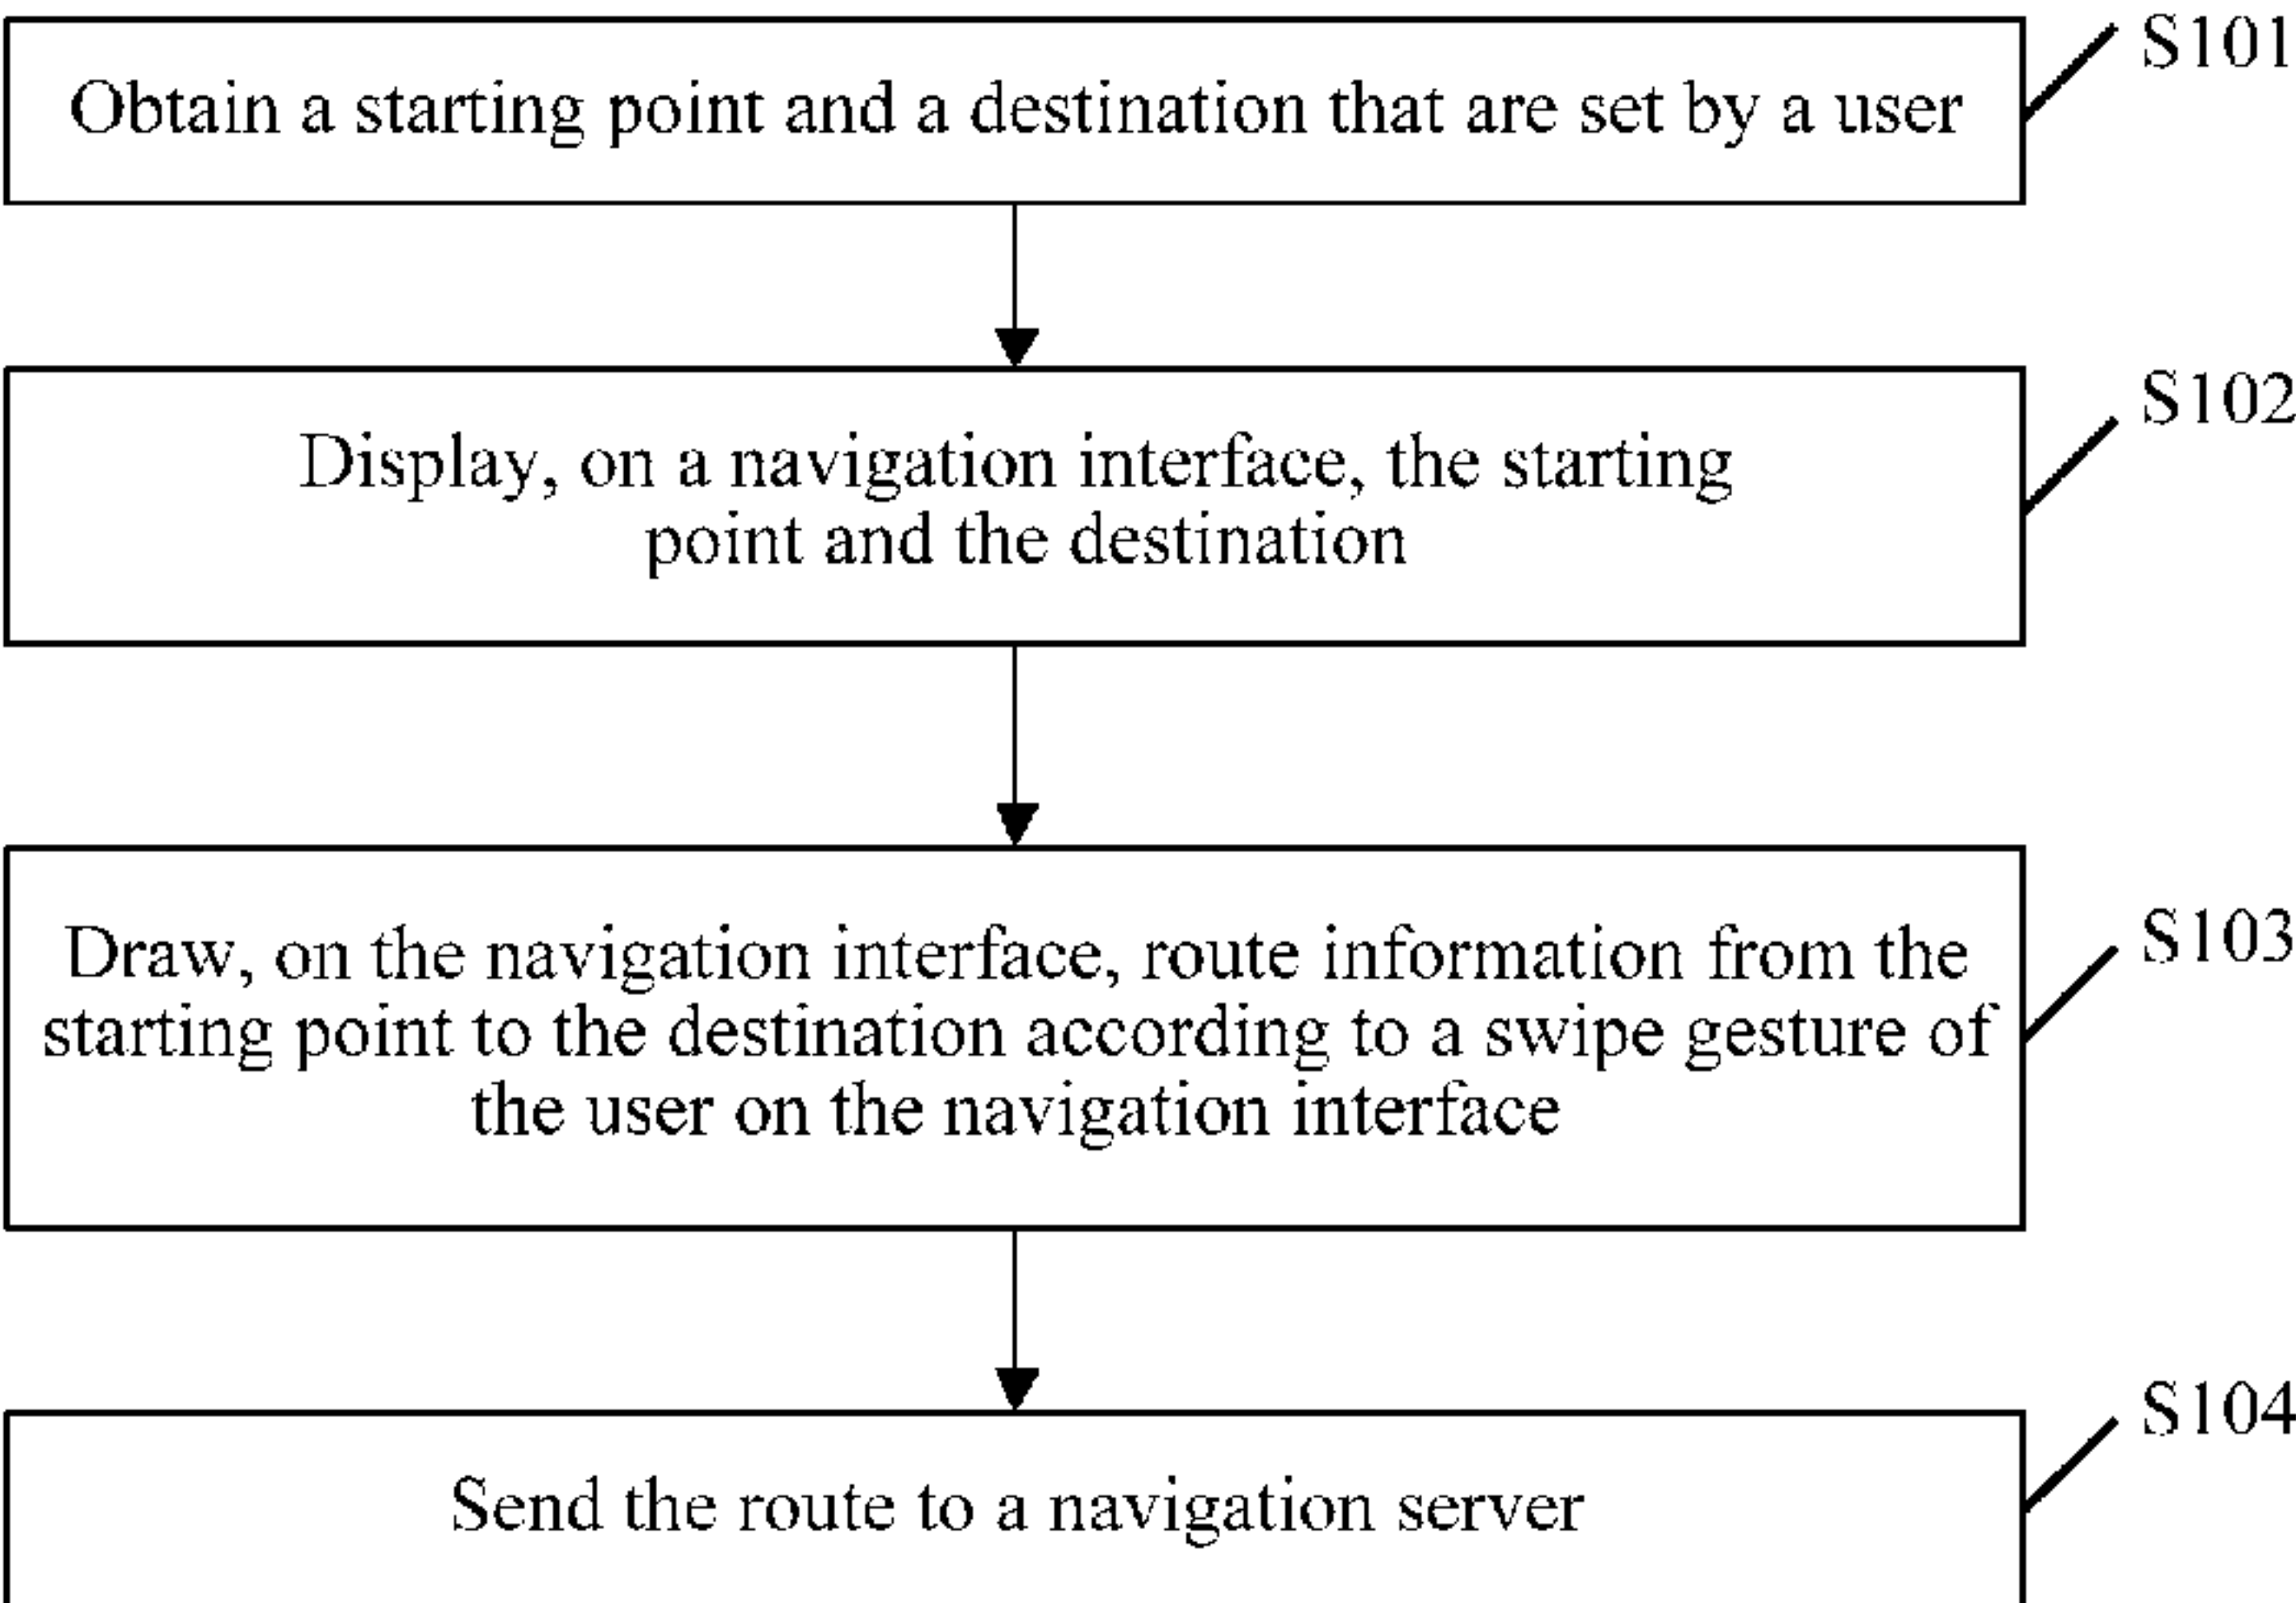 S101
Obtain a starting point and a destination that are set by a user
S102
Display, on a navigation interface, the starting
point and the destination
S103
Draw, on the navigation interface, route information from the
starting point to the destination according to a swipe gesture of
the user on the navigation interface
S104
Send the route to a navigation server